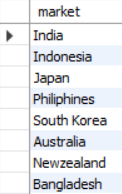 market
India
Indonesia
Japan
Philiphines
South Korea
Australia
Newzealand
Bangladesh